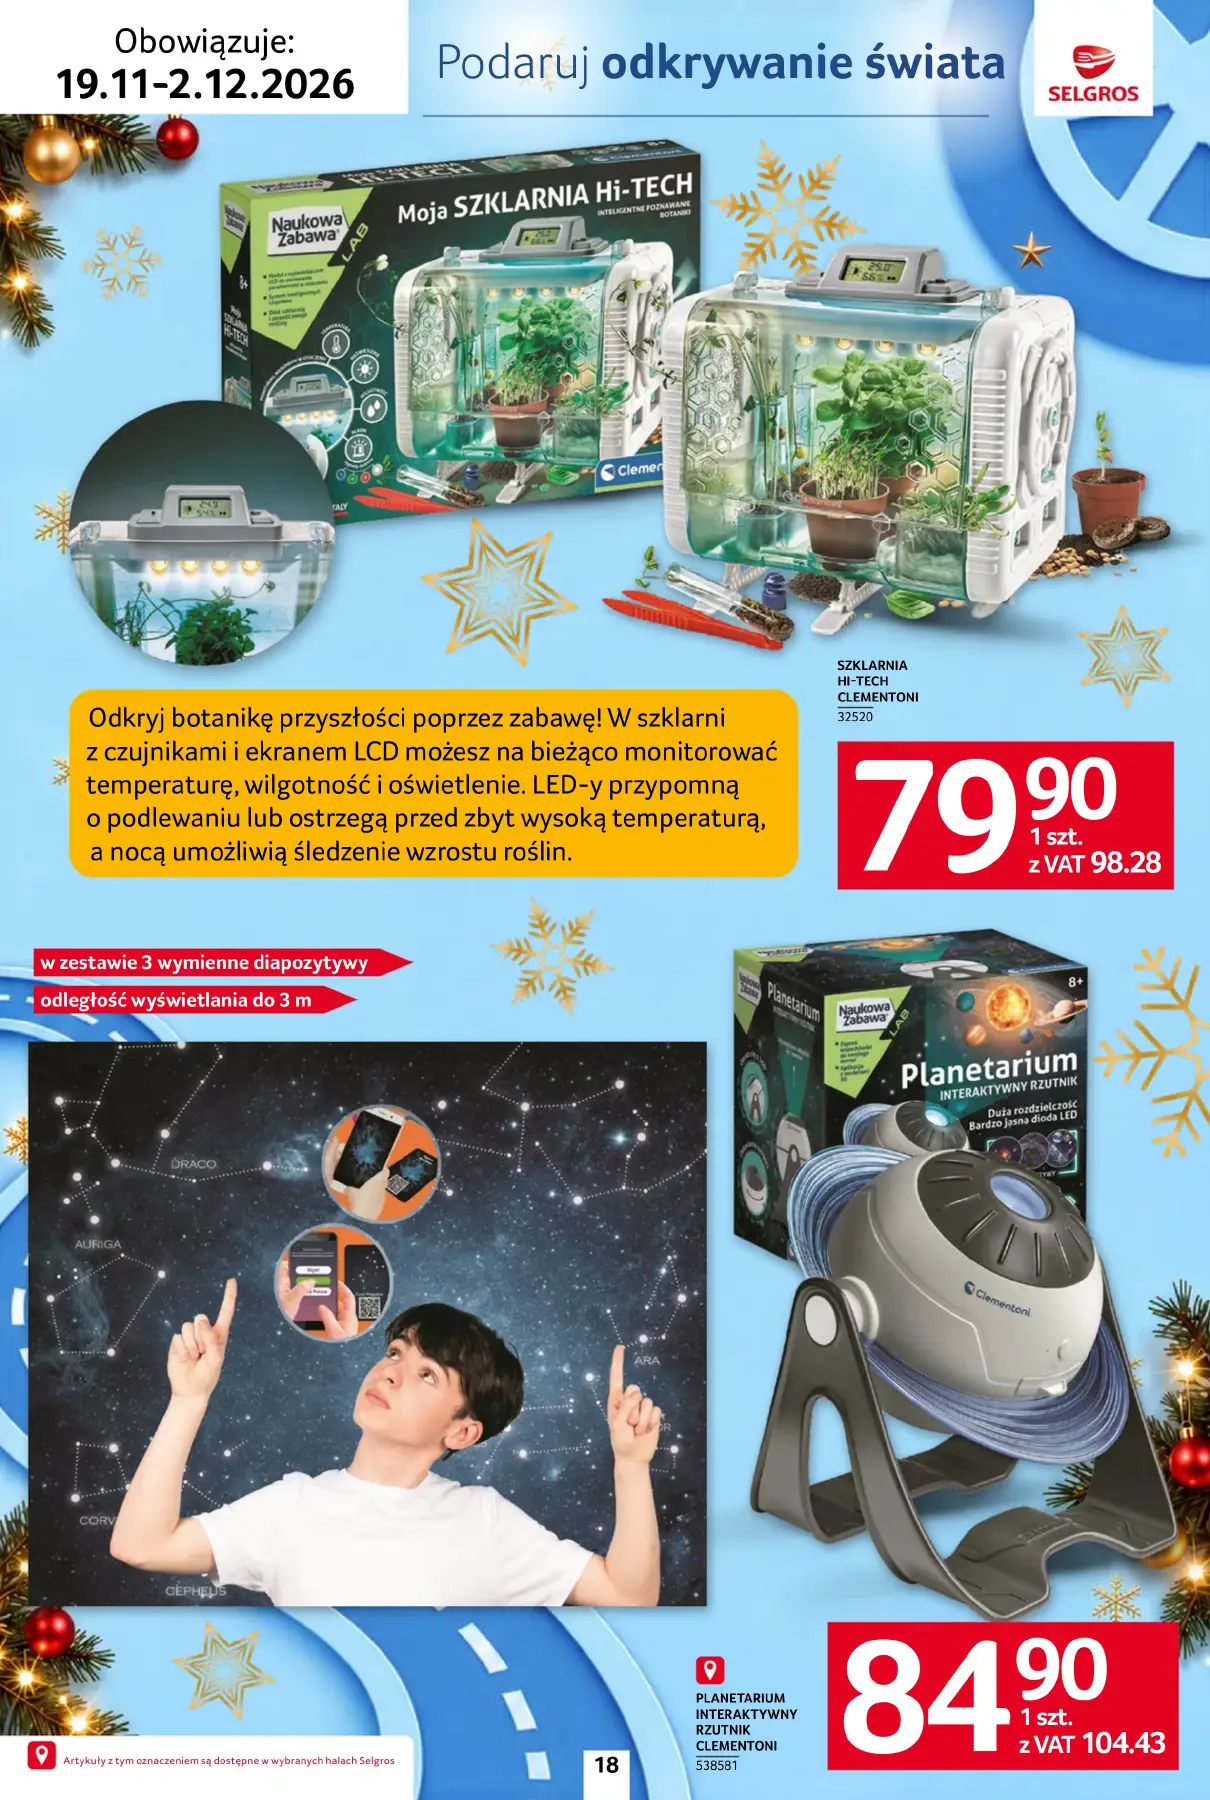 Obowiązuje:
19.11-2.12.2026
Podaruj odkrywanie świata
SELGROS
Moja SZKLARNIA Hi-TECH
INTELIGENTNE POZNAWANIE
BOTANIKI
Naukowa
Zabawa
LAB
8+
Clementoni
SZKLARNIA
HI-TECH
CLEMENTONI
32520
Odkryj botanikę przyszłości poprzez zabawę! W szklarni
z czujnikami i ekranem LCD możesz na bieżąco monitorować
temperaturę, wilgotność i oświetlenie. LED-y przypomną
o podlewaniu lub ostrzegą przed zbyt wysoką temperaturą,
a nocą umożliwią śledzenie wzrostu roślin.
79 90
1 szt.
z VAT 98.28
w zestawie 3 wymienne diapozytywy
odległość wyświetlania do 3 m
8+
Naukowa
Zabawa
LAB
Planetarium
INTERAKTYWNY RZUTNIK
Duża rozdzielczość
Bardzo jasna dioda LED
Clementoni
DRACO
AURIGA
ARA
CORV
CEPHEUS
PLANETARIUM
INTERAKTYWNY
RZUTNIK
CLEMENTONI
538581
84 90
1 szt.
z VAT 104.43
Artykuły z tym oznaczeniem są dostępne w wybranych halach Selgros
18